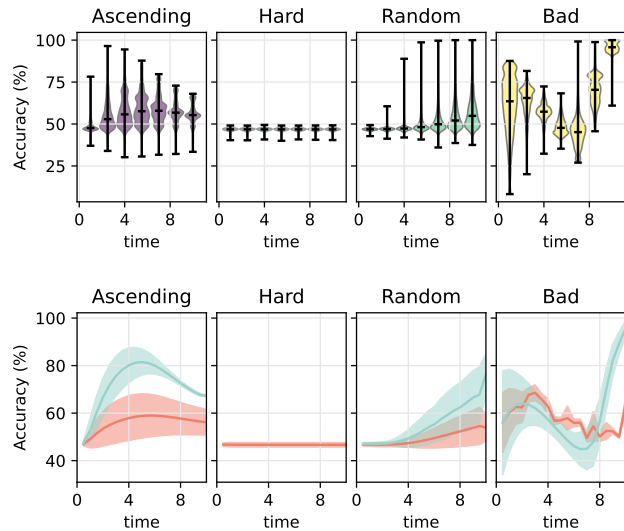 Ascending Hard Random Bad
100
75
50
25
Accuracy (%)
0 4 8 0 4 8 0 4 8 0 4 8
time time time time
Ascending Hard Random Bad
100
80
60
40
Accuracy (%)
0 4 8 0 4 8 0 4 8 0 4 8
time time time time